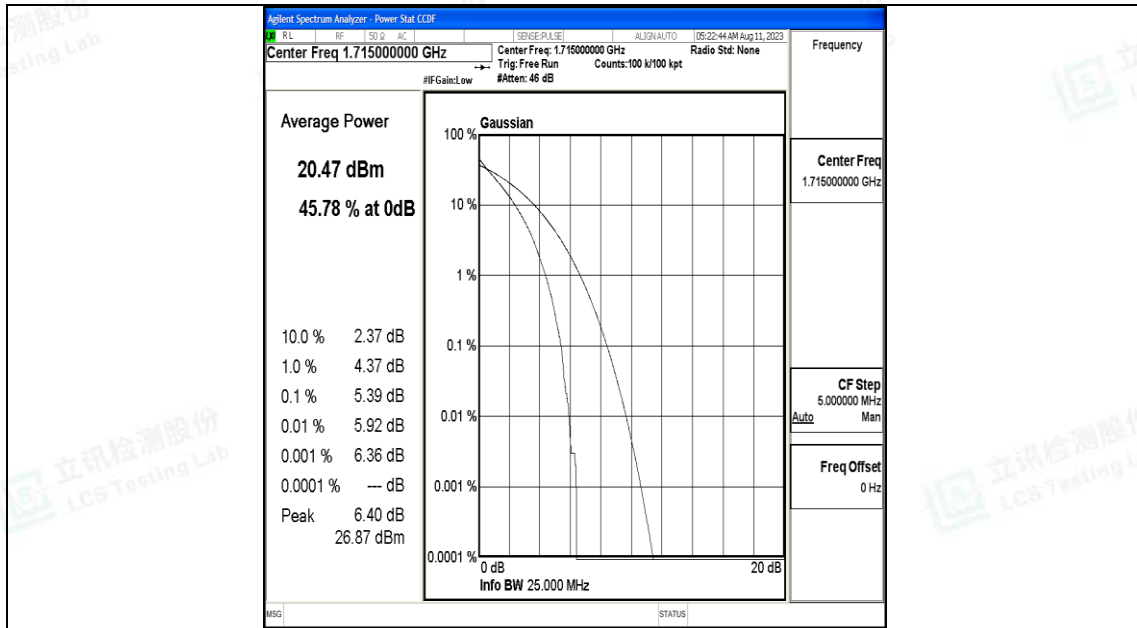 Agilent Spectrum Analyzer - Power Stat CCDF
RL RF 50 Ω AC SENSE:PULSE ALIGNAUTO 05:22:44 AM Aug 11, 2023
Center Freq 1.715000000 GHz
Center Freq: 1.715000000 GHz Radio Std: None
Trig: Free Run Counts:100 k/100 kpt
#IFGain:Low #Atten: 46 dB
Frequency
Average Power
20.47 dBm
45.78 % at 0dB
10.0 % 2.37 dB
1.0 % 4.37 dB
0.1 % 5.39 dB
0.01 % 5.92 dB
0.001 % 6.36 dB
0.0001 % --- dB
Peak 6.40 dB
26.87 dBm
Gaussian
100 %
10 %
1 %
0.1 %
0.01 %
0.001 %
0.0001 %
0 dB 20 dB
Info BW 25.000 MHz
Center Freq
1.715000000 GHz
CF Step
5.000000 MHz
Auto Man
Freq Offset
0 Hz
MSG STATUS
立讯检测股份
LCS Testing Lab
立讯检测股份